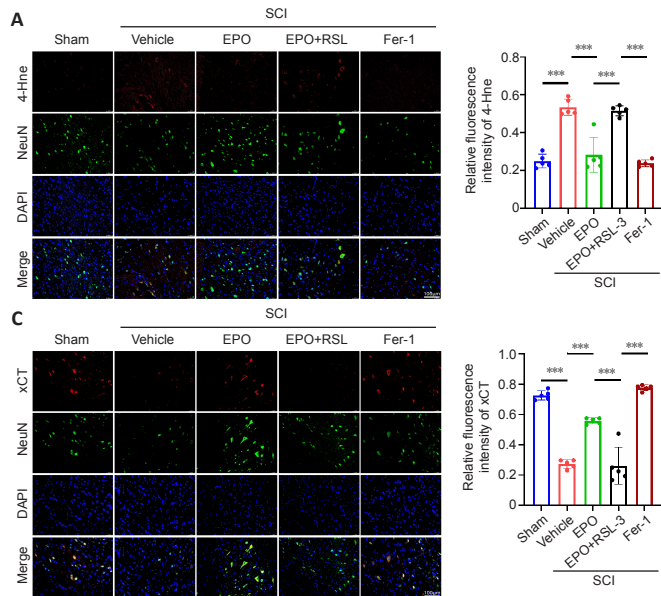 A
SCI
Sham Vehicle EPO EPO+RSL Fer-1
4-Hne
NeuN
DAPI
Merge
100μm
Relative fluorescence
intensity of 4-Hne
0.8
0.6
0.4
0.2
0
*** *** *** ***
Sham Vehicle EPO EPO+RSL-3 Fer-1
SCI
C
SCI
Sham Vehicle EPO EPO+RSL Fer-1
xCT
NeuN
DAPI
Merge
100μm
Relative fluorescence
intensity of xCT
1.0
0.8
0.6
0.4
0.2
0
*** *** *** ***
Sham Vehicle EPO EPO+RSL-3 Fer-1
SCI